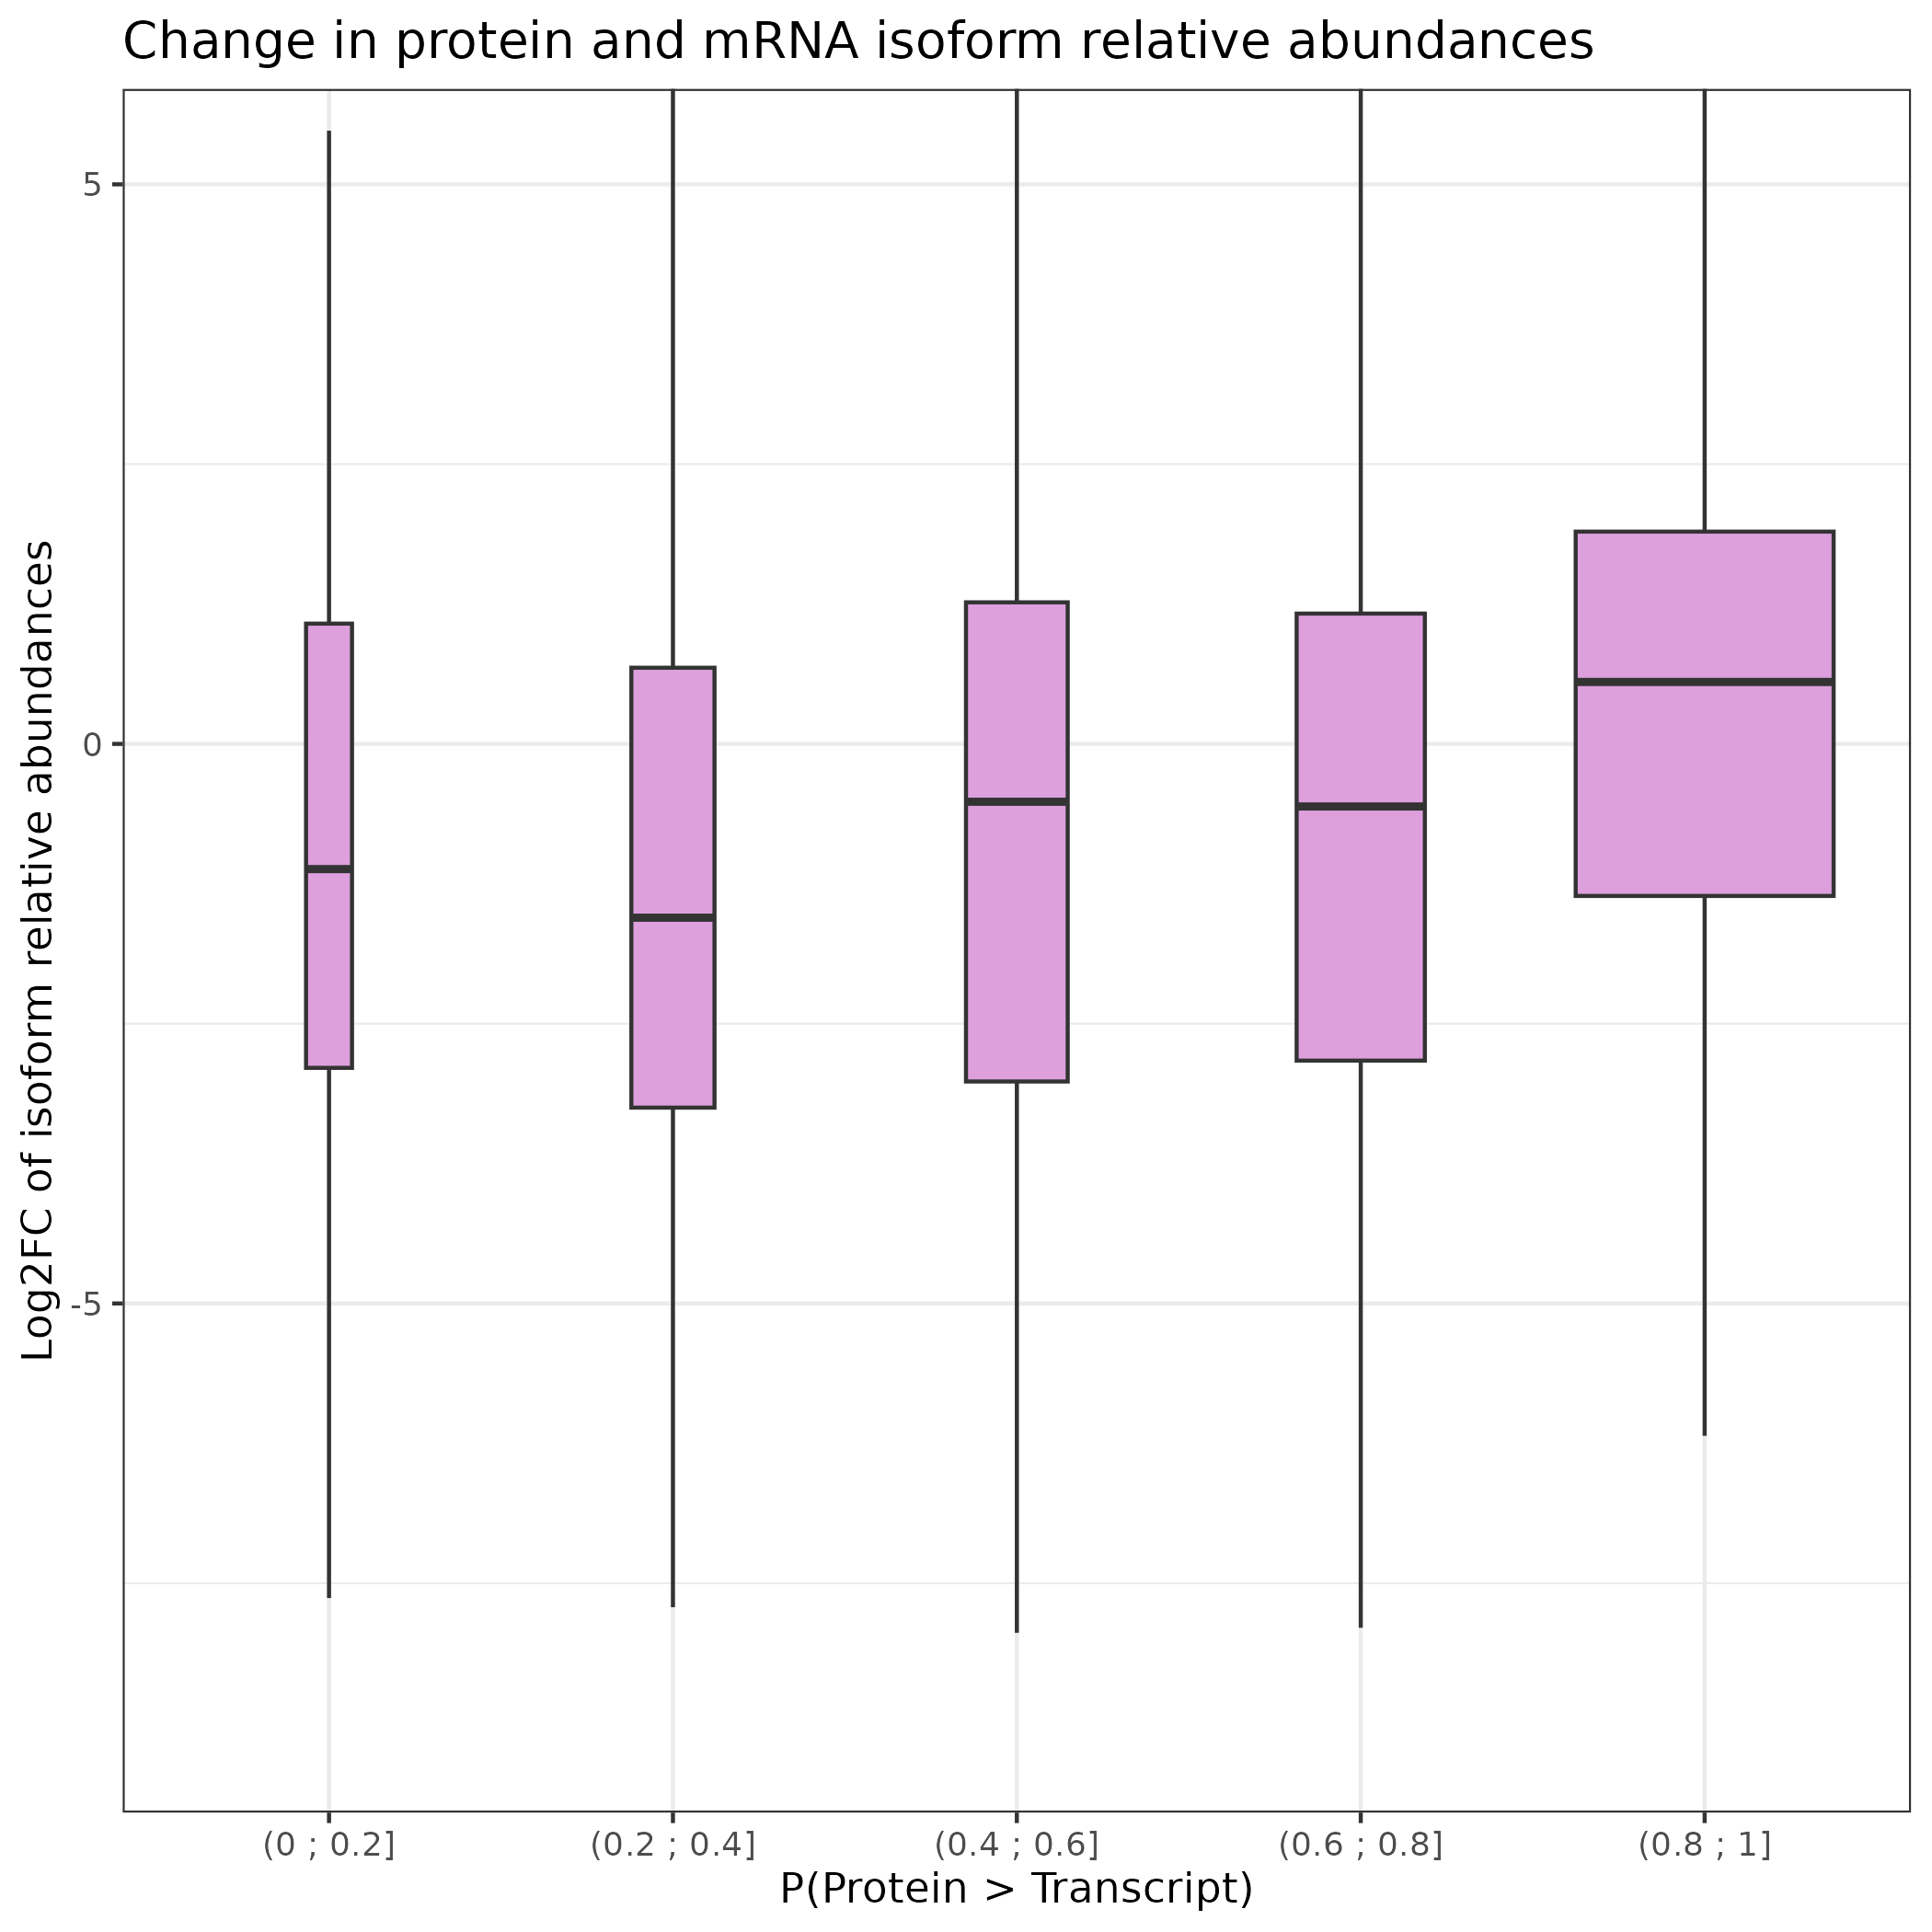 Change in protein and mRNA isoform relative abundances
Log2FC of isoform relative abundances
5
0
-5
(0 ; 0.2]
(0.2 ; 0.4]
(0.4 ; 0.6]
(0.6 ; 0.8]
(0.8 ; 1]
P(Protein > Transcript)